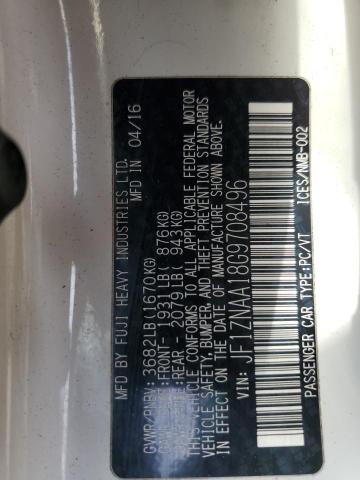 MFD BY FUJI HEAVY INDUSTRIES LTD.
MFD IN 04/16
GVWR/PNBV: 3682LB(1670KG)
FRONT- 1931LB( 876KG)
REAR - 2079LB( 943KG)
THIS VEHICLE CONFORMS TO ALL APPLICABLE FEDERAL MOTOR
VEHICLE SAFETY, BUMPER, AND THEFT PREVENTION STANDARDS
IN EFFECT ON THE DATE OF MANUFACTURE SHOWN ABOVE.
VIN: JF1ZNAA18G9708496
PASSENGER CAR TYPE:PC/VT ICES/NMB-002